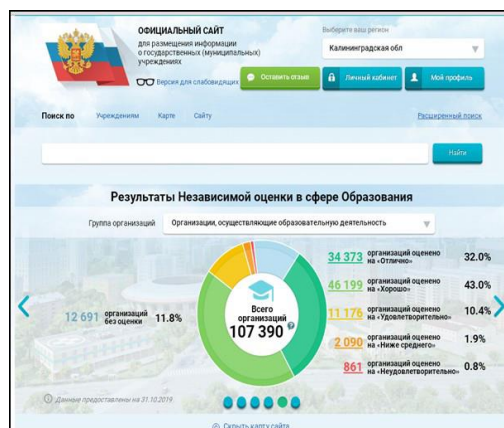 ОФИЦИАЛЬНЫЙ САЙТ
для размещения информации
о государственных (муниципальных)
учреждениях
Версия для слабовидящих
Выберите ваш регион
Калининградская обл
Оставить отзыв
Личный кабинет
Мой профиль
Поиск по Учреждениям Карте Сайту
Расширенный поиск
Найти
Результаты Независимой оценки в сфере Образования
Группа организаций Организации, осуществляющие образовательную деятельность
12 691 организаций
без оценки 11.8%
Всего
организаций
107 390
34 373 организаций оценено
на «Отлично» 32.0%
46 199 организаций оценено
на «Хорошо» 43.0%
11 176 организаций оценено
на «Удовлетворительно» 10.4%
2 090 организаций оценено
на «Ниже среднего» 1.9%
861 организаций оценено
на «Неудовлетворительно» 0.8%
Данные предоставлены на 31.10.2019
Скрыть карту сайта